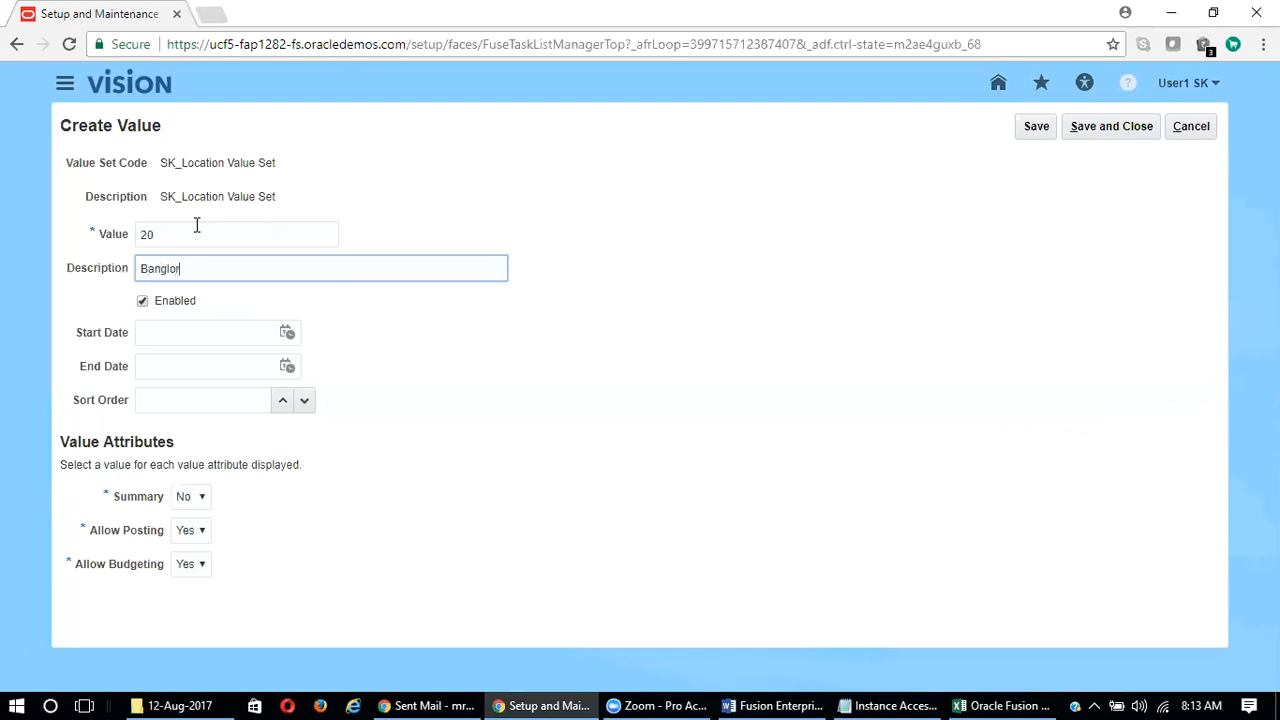 Setup and Maintenance
Secure
https://ucf5-fap1282-fs.oracledemos.com/setup/faces/FuseTaskListManagerTop?_afrLoop=399715712387407&_adf.ctrl-state=m2ae4guxb_68
3
VISION
User1 SK
Create Value
Save
Save and Close
Cancel
Value Set Code SK_Location Value Set
Description SK_Location Value Set
* Value 20
Description Banglor
Enabled
Start Date
End Date
Sort Order
Value Attributes
Select a value for each value attribute displayed.
* Summary No
* Allow Posting Yes
* Allow Budgeting Yes
12-Aug-2017
Sent Mail - mr...
Setup and Mai...
Zoom - Pro Ac...
Fusion Enterpri...
Instance Acces...
Oracle Fusion ...
8:13 AM